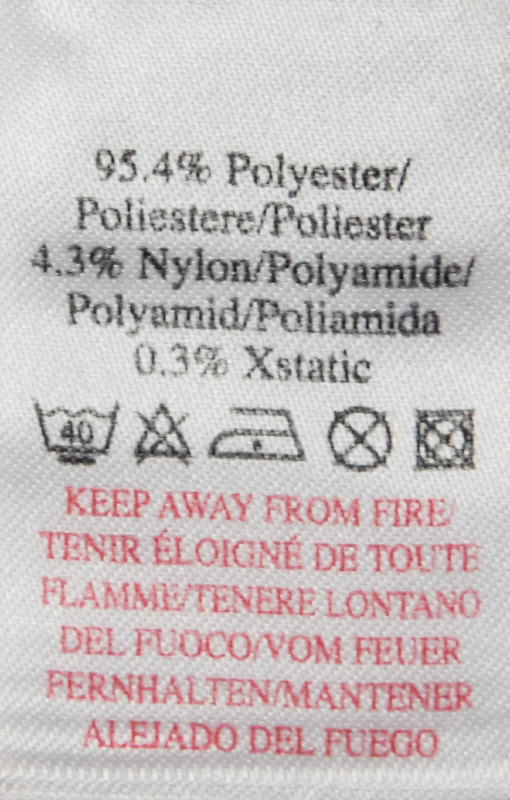 95.4% Polyester/
Poliestere/Poliester
4.3% Nylon/Polyamide/
Polyamid/Poliamida
0.3% Xstatic
40
KEEP AWAY FROM FIRE/
TENIR ÉLOIGNÉ DE TOUTE
FLAMME/TENERE LONTANO
DEL FUOCO/VOM FEUER
FERNHALTEN/MANTENER
ALEJADO DEL FUEGO